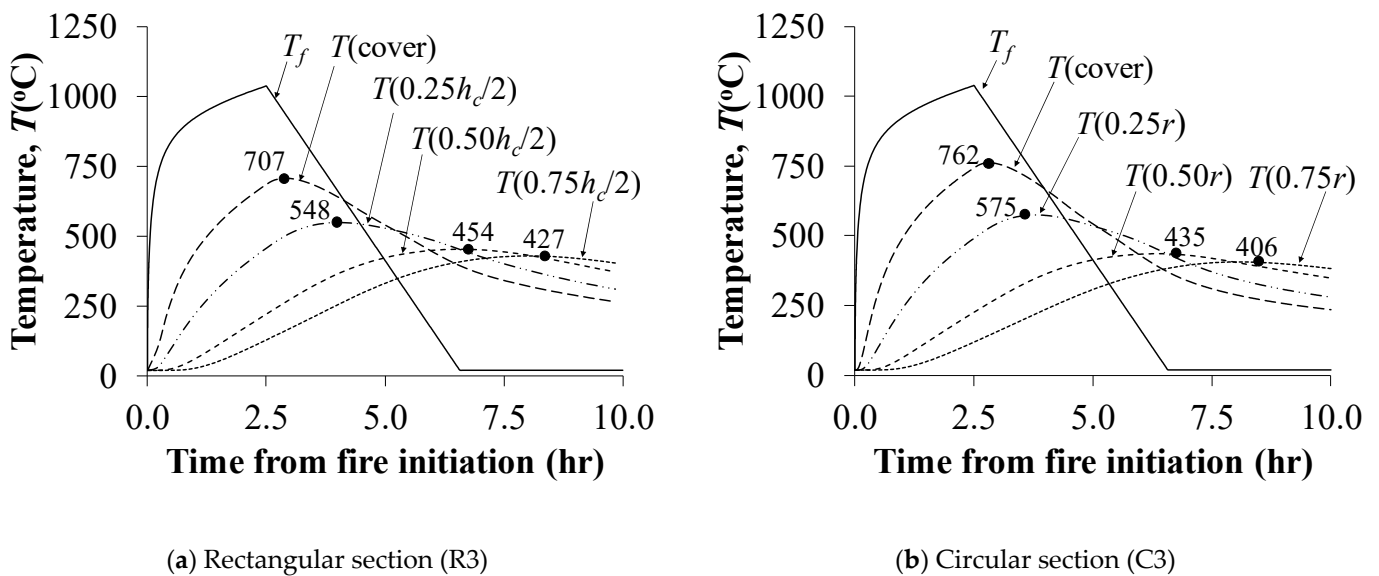 1250
1000
750
500
250
0
Temperature, T(°C)
T_f
T(cover)
T(0.25h_c/2)
T(0.50h_c/2)
T(0.75h_c/2)
707
548
454
427
0.0 2.5 5.0 7.5 10.0
Time from fire initiation (hr)
(a) Rectangular section (R3)
1250
1000
750
500
250
0
Temperature, T(°C)
T_f
T(cover)
T(0.25r)
T(0.50r)
T(0.75r)
762
575
435
406
0.0 2.5 5.0 7.5 10.0
Time from fire initiation (hr)
(b) Circular section (C3)